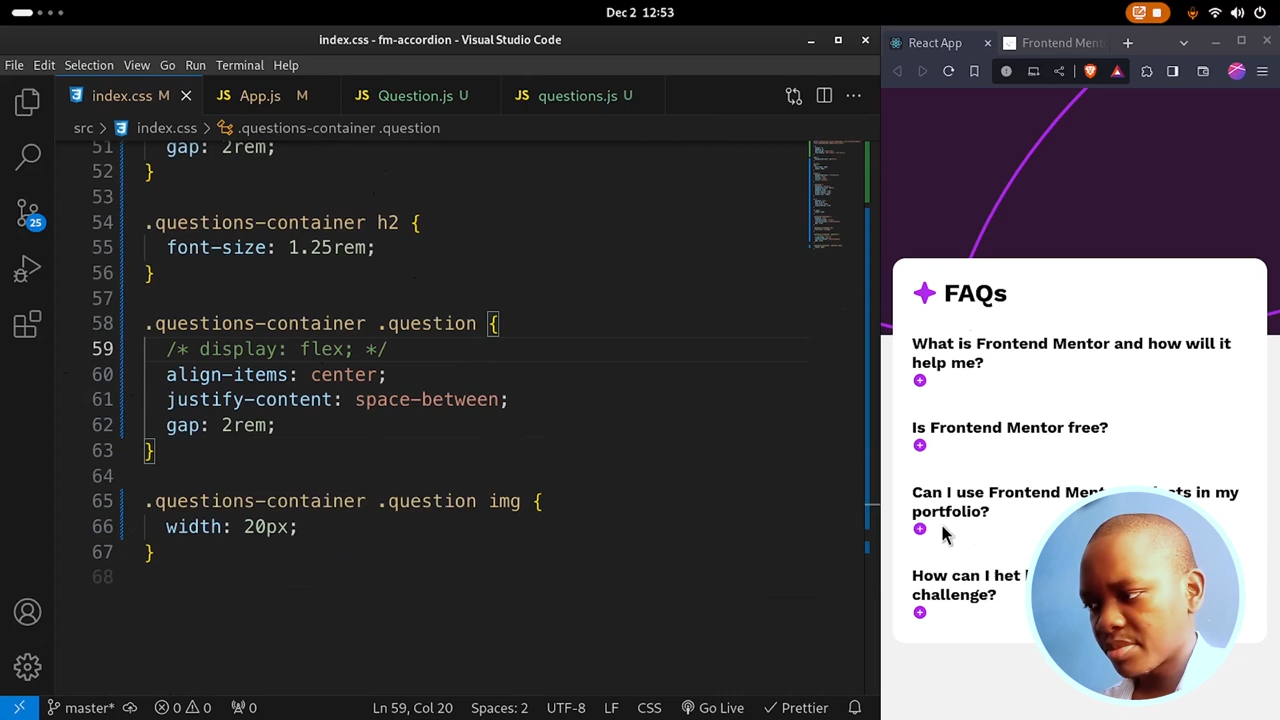 Dec 2 12:53
index.css - fm-accordion - Visual Studio Code
File Edit Selection View Go Run Terminal Help
index.css M
App.js M
Question.js U
questions.js U
src > index.css > .questions-container .question
51 gap: 2rem;
52 }
53
54 .questions-container h2 {
55 font-size: 1.25rem;
56 }
57
58 .questions-container .question {
59 /* display: flex; */
60 align-items: center;
61 justify-content: space-between;
62 gap: 2rem;
63 }
64
65 .questions-container .question img {
66 width: 20px;
67 }
68
25
master*
0 0
0
Ln 59, Col 20
Spaces: 2
UTF-8
LF
CSS
Go Live
Prettier
React App
Frontend Ment
FAQs
What is Frontend Mentor and how will it
help me?
Is Frontend Mentor free?
Can I use Frontend in my
portfolio?
How can I het
challenge?